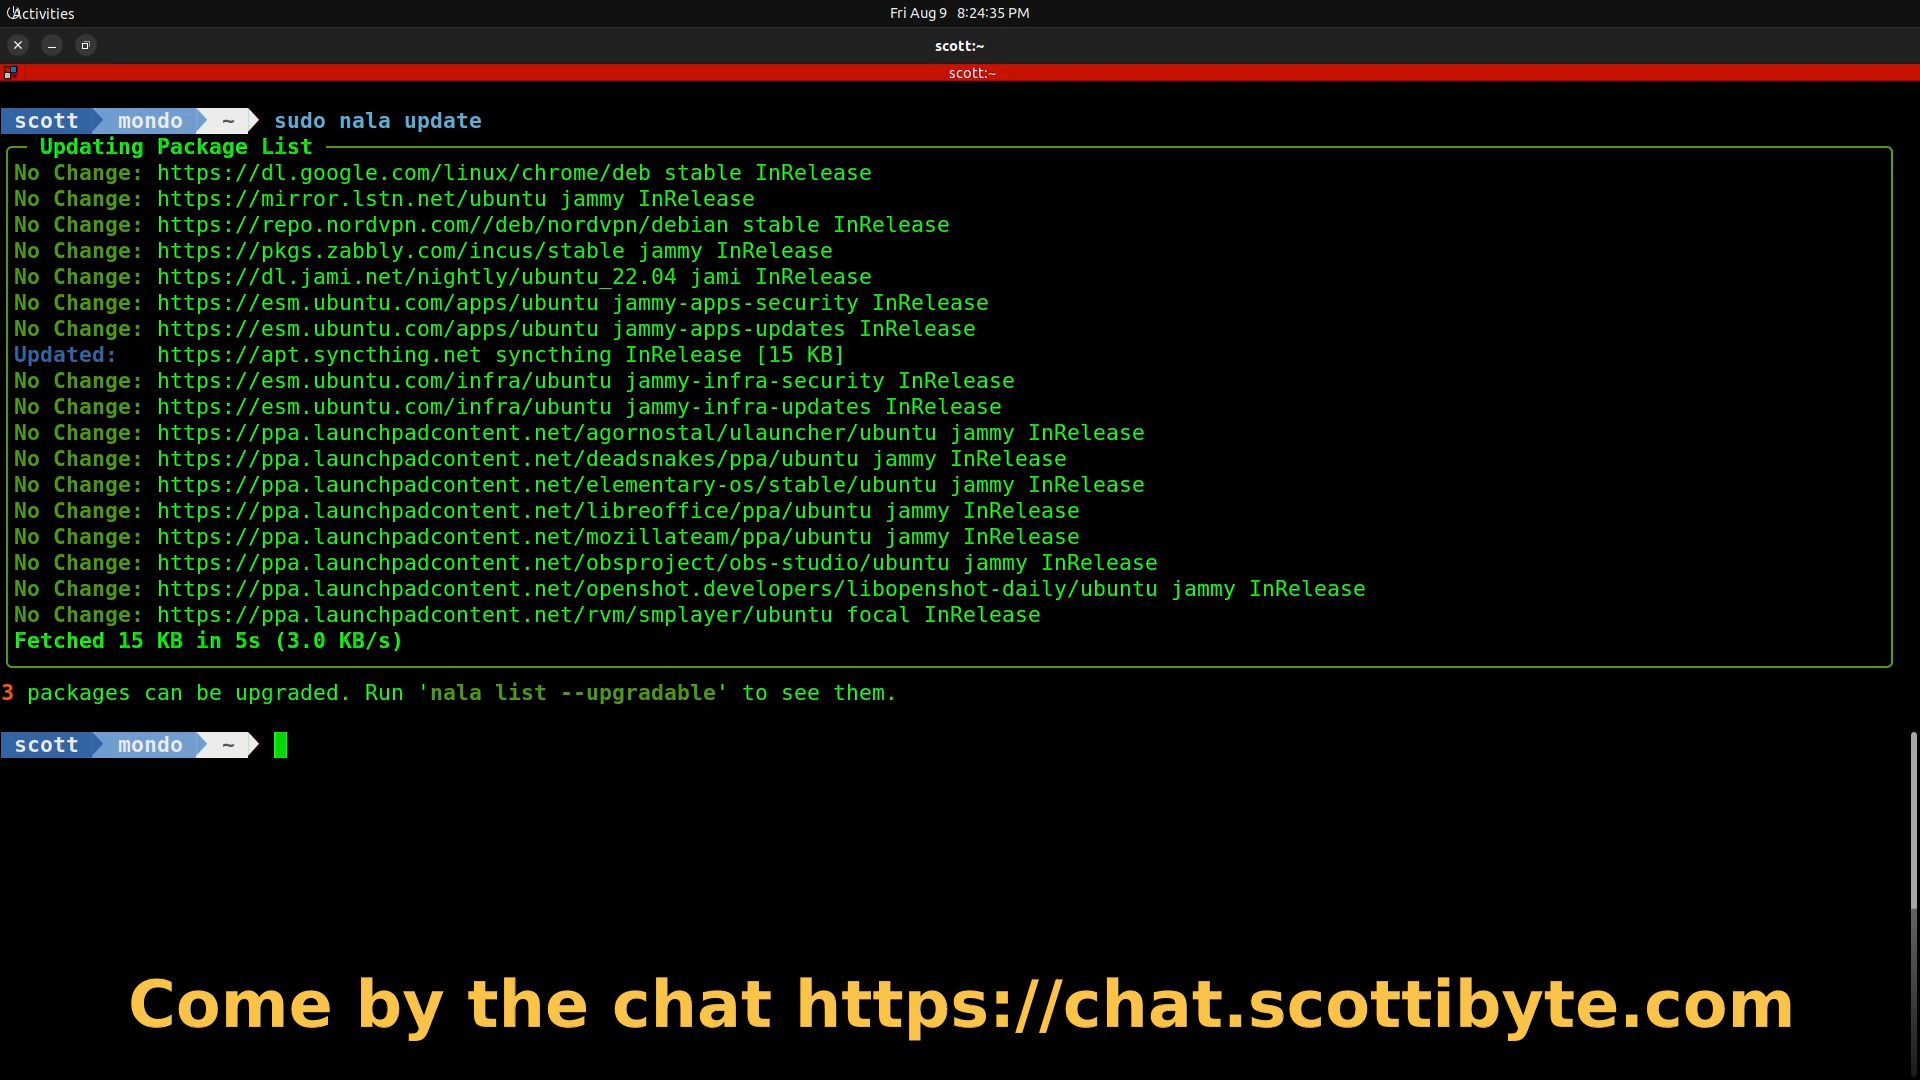 Activities
Fri Aug 9 8:24:35 PM
scott:~
scott:~
scott mondo ~ sudo nala update
Updating Package List
No Change: https://dl.google.com/linux/chrome/deb stable InRelease
No Change: https://mirror.lstn.net/ubuntu jammy InRelease
No Change: https://repo.nordvpn.com//deb/nordvpn/debian stable InRelease
No Change: https://pkgs.zabbly.com/incus/stable jammy InRelease
No Change: https://dl.jami.net/nightly/ubuntu_22.04 jami InRelease
No Change: https://esm.ubuntu.com/apps/ubuntu jammy-apps-security InRelease
No Change: https://esm.ubuntu.com/apps/ubuntu jammy-apps-updates InRelease
Updated: https://apt.syncthing.net syncthing InRelease [15 KB]
No Change: https://esm.ubuntu.com/infra/ubuntu jammy-infra-security InRelease
No Change: https://esm.ubuntu.com/infra/ubuntu jammy-infra-updates InRelease
No Change: https://ppa.launchpadcontent.net/agornostal/ulauncher/ubuntu jammy InRelease
No Change: https://ppa.launchpadcontent.net/deadsnakes/ppa/ubuntu jammy InRelease
No Change: https://ppa.launchpadcontent.net/elementary-os/stable/ubuntu jammy InRelease
No Change: https://ppa.launchpadcontent.net/libreoffice/ppa/ubuntu jammy InRelease
No Change: https://ppa.launchpadcontent.net/mozillateam/ppa/ubuntu jammy InRelease
No Change: https://ppa.launchpadcontent.net/obsproject/obs-studio/ubuntu jammy InRelease
No Change: https://ppa.launchpadcontent.net/openshot.developers/libopenshot-daily/ubuntu jammy InRelease
No Change: https://ppa.launchpadcontent.net/rvm/smplayer/ubuntu focal InRelease
Fetched 15 KB in 5s (3.0 KB/s)
3 packages can be upgraded. Run 'nala list --upgradable' to see them.
scott mondo ~
Come by the chat https://chat.scottibyte.com